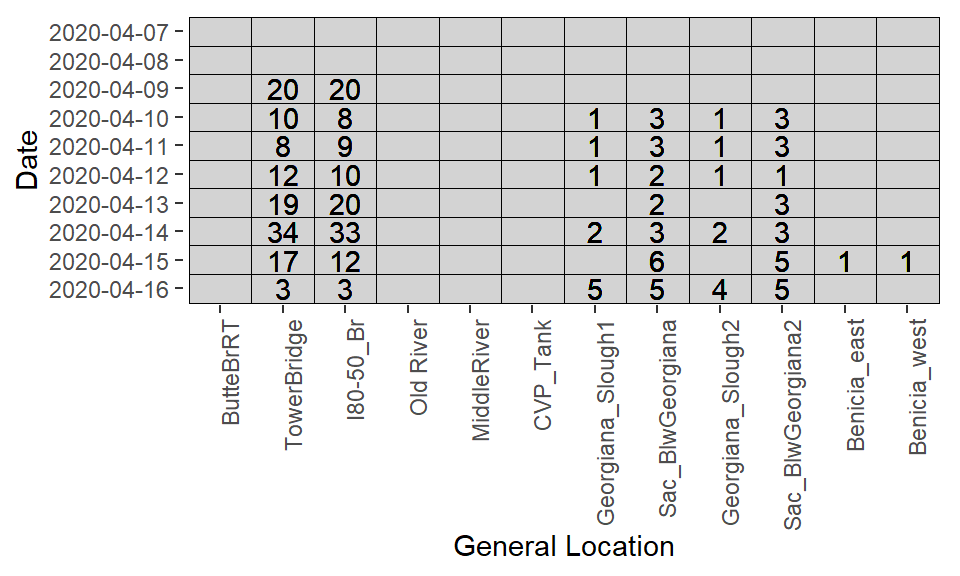 2020-04-07
2020-04-08
2020-04-09 20 20
2020-04-10 10 8 1 3 1 3
2020-04-11 8 9 1 3 1 3
2020-04-12 12 10 1 2 1 1
2020-04-13 19 20 2 3
2020-04-14 34 33 2 3 2 3
2020-04-15 17 12 6 5 1 1
2020-04-16 3 3 5 5 4 5
Date
ButteBrRT
TowerBridge
I80-50_Br
Old River
MiddleRiver
CVP_Tank
Georgiana_Slough1
Sac_BlwGeorgiana
Georgiana_Slough2
Sac_BlwGeorgiana2
Benicia_east
Benicia_west
General Location